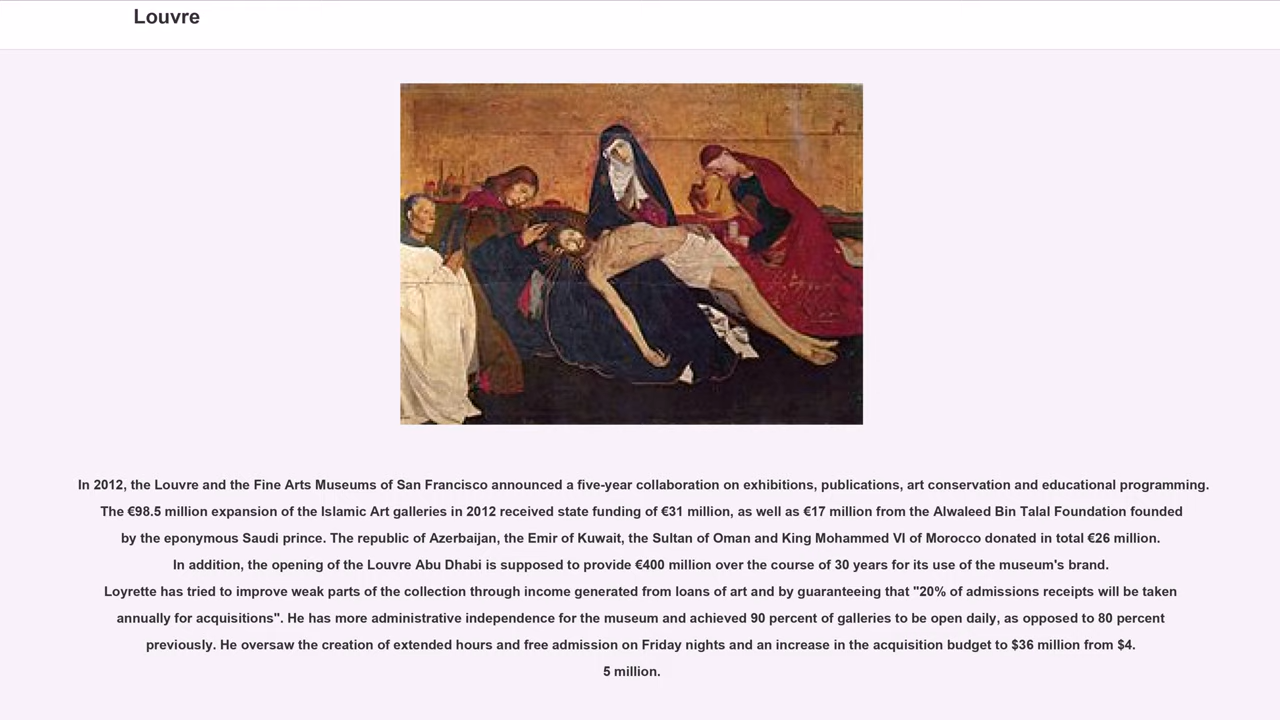 Louvre
In 2012, the Louvre and the Fine Arts Museums of San Francisco announced a five-year collaboration on exhibitions, publications, art conservation and educational programming.
The €98.5 million expansion of the Islamic Art galleries in 2012 received state funding of €31 million, as well as €17 million from the Alwaleed Bin Talal Foundation founded
by the eponymous Saudi prince. The republic of Azerbaijan, the Emir of Kuwait, the Sultan of Oman and King Mohammed VI of Morocco donated in total €26 million.
In addition, the opening of the Louvre Abu Dhabi is supposed to provide €400 million over the course of 30 years for its use of the museum's brand.
Loyrette has tried to improve weak parts of the collection through income generated from loans of art and by guaranteeing that "20% of admissions receipts will be taken
annually for acquisitions". He has more administrative independence for the museum and achieved 90 percent of galleries to be open daily, as opposed to 80 percent
previously. He oversaw the creation of extended hours and free admission on Friday nights and an increase in the acquisition budget to $36 million from $4.
5 million.